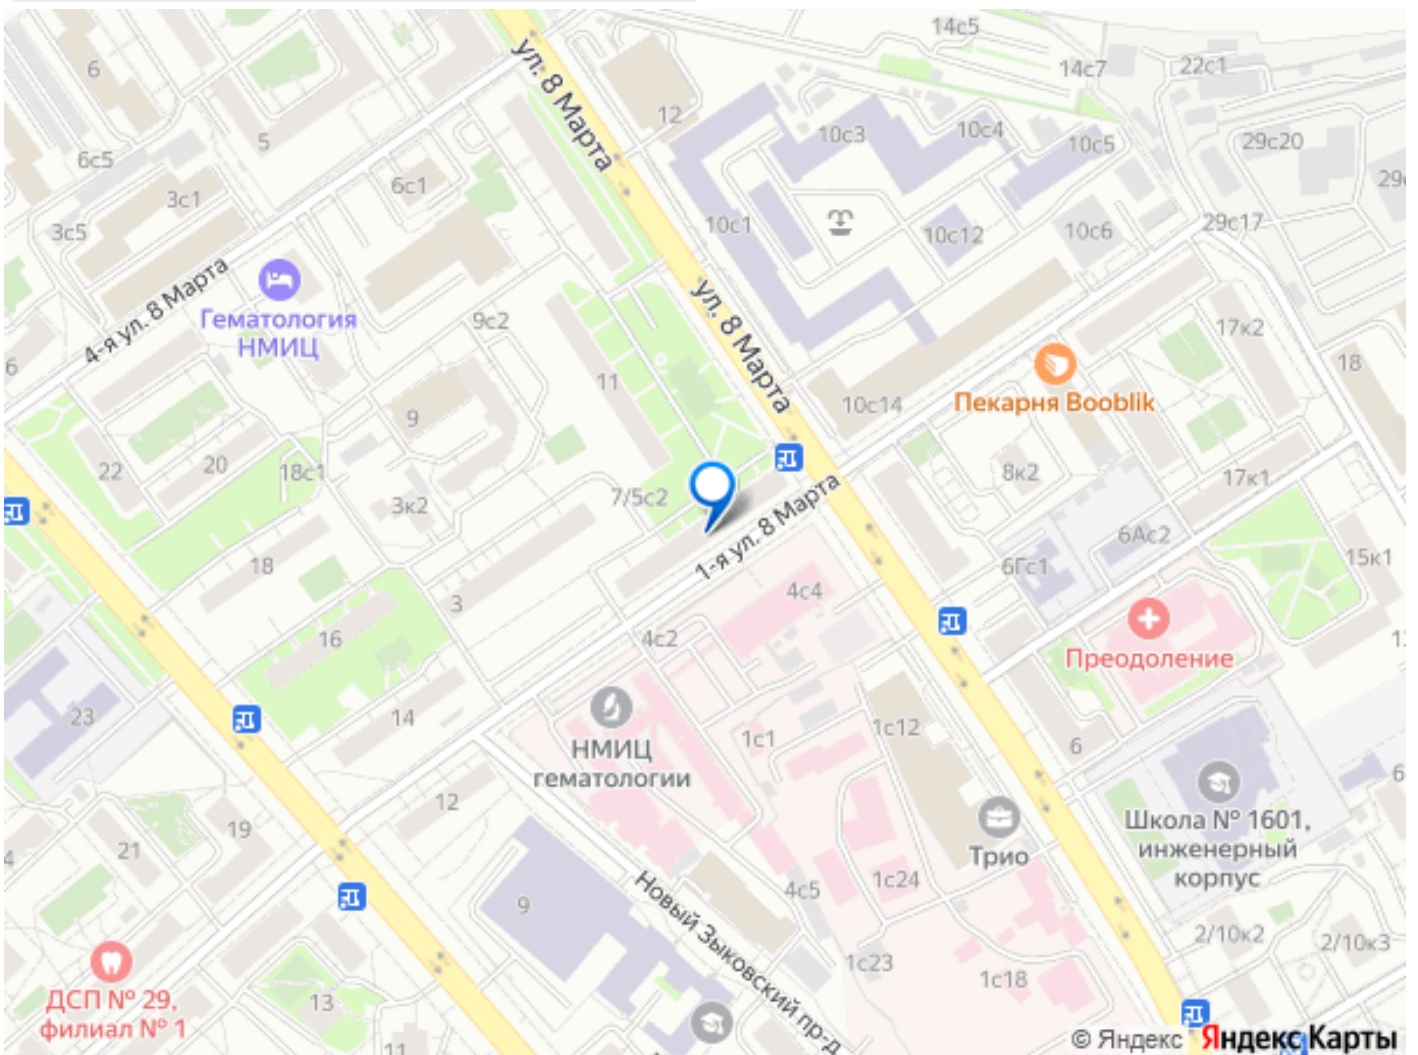 14с5
ул. 8 Марта
6
14с7
22с1
12
10с3
10с4
10с5
29с20
5
6с5
6с1
3с1
3с5
10с1
10с12
10с6
29с17
4-я ул. 8 Марта
Гематология
НМИЦ
9с2
ул. 8 Марта
17к2
6
11
18
Пекарня Booblik
10с14
9
22
20
18с1
3к2
7/5с2
8к2
17к1
1-я ул. 8 Марта
6Ас2
15к1
18
6Гс1
3
4с4
16
4с2
Преодоление
23
14
НМИЦ
гематологии
1с1
1с12
6
12
19
21
Трио
Школа № 1601,
инженерный
корпус
9
Новый Зыковский пр-д
4с5
1с24
2/10к2
2/10к3
1с23
1с18
ДСП № 29,
филиал № 1
13
11
© Яндекс Яндекс Карты